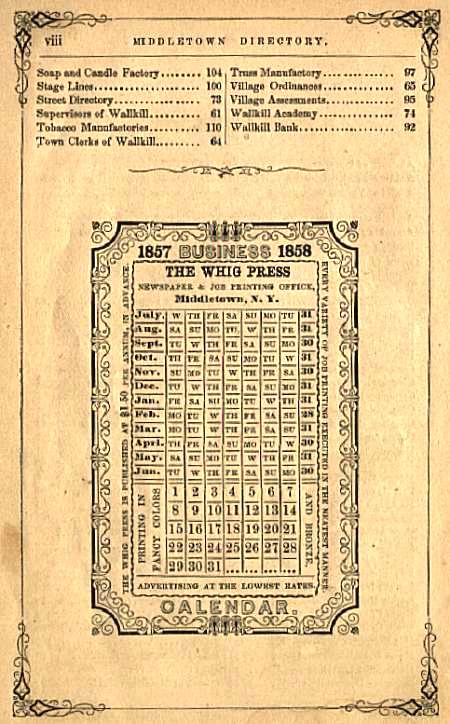 viii MIDDLETOWN DIRECTORY.
Soap and Candle Factory........ 104
Stage Lines..................... 100
Street Directory................ 73
Supervisors of Wallkill......... 61
Tobacco Manufactories......... 110
Town Clerks of Wallkill......... 64
Truss Manufactory.............. 97
Village Ordinances.............. 65
Village Assessments............. 95
Wallkill Academy............... 74
Wallkill Bank................... 92
1857 BUSINESS 1858
THE WHIG PRESS
NEWSPAPER & JOB PRINTING OFFICE,
Middletown, N. Y.
July, W TH FR SA SU MO TU 31
Aug. SA SU MO TU W TH FR 31
Sept. TU W TH FR SA SU MO 30
Oct. TH FR SA SU MO TU W 31
Nov. SU MO TU W TH FR SA 30
Dec. TU W TH FR SA SU MO 31
Jan. FR SA SU MO TU W TH 31
Feb. MO TU W TH FR SA SU 28
Mar. MO TU W TH FR SA SU 31
April. TH FR SA SU MO TU W 30
May. SA SU MO TU W TH FR 31
Jun. TU W TH FR SA SU MO 30
1 2 3 4 5 6 7
8 9 10 11 12 13 14
15 16 17 18 19 20 21
22 23 24 25 26 27 28
29 30 31 ... ... ... ...
PRINTING IN
FANCY COLORS
AND BRONZE.
THE WHIG PRESS IS PUBLISHED AT $1.50 PER ANNUM, IN ADVANCE.
EVERY VARIETY OF JOB PRINTING EXECUTED IN THE NEATEST MANNER.
ADVERTISING AT THE LOWEST RATES.
CALENDAR.